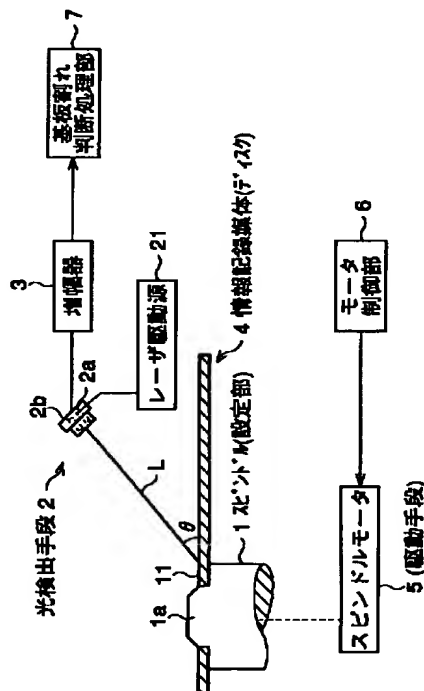 光検出手段 2
2b
2a
3
増幅器
7
基板割れ
判断処理部
21
レーザ駆動源
L
θ
11
1a
4 情報記録媒体(ディスク)
1 スピンドル(設定部)
6
モータ
制御部
スピンドルモータ
5 (駆動手段)